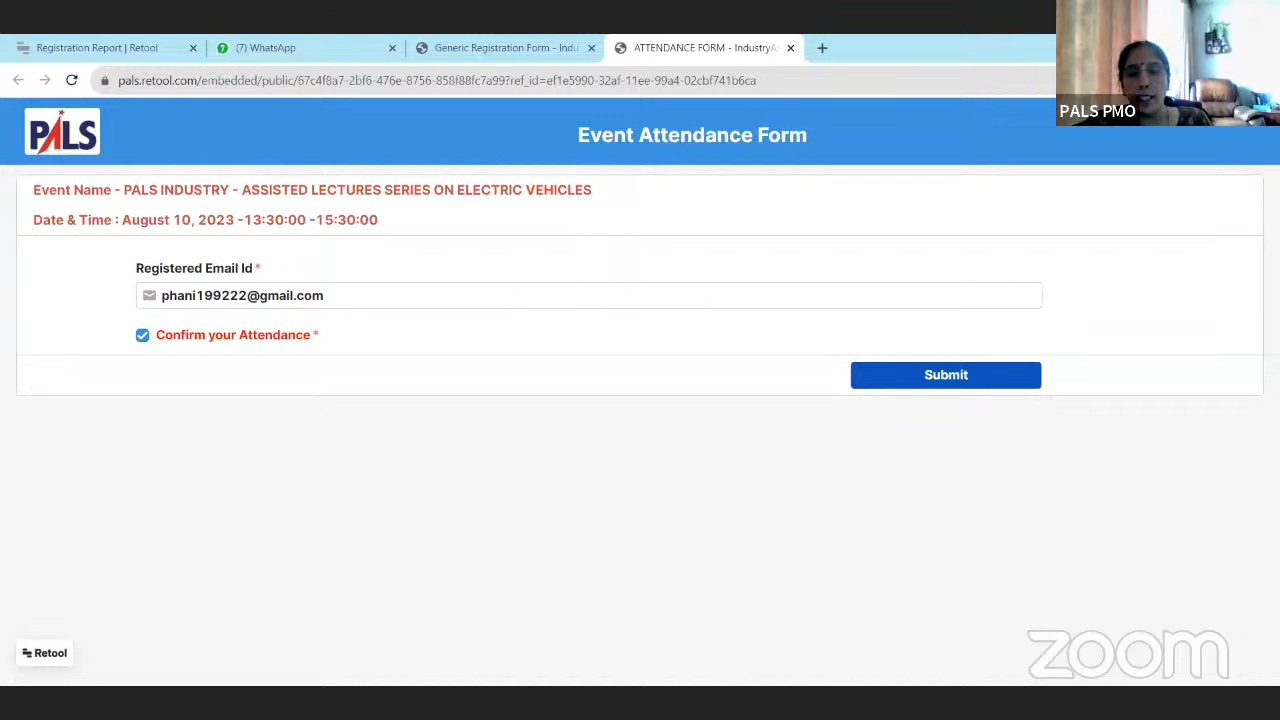 Registration Report | Retool
(7) WhatsApp
Generic Registration Form - Indu
ATTENDANCE FORM - IndustryA
pals.retool.com/embedded/public/67c4f8a7-2bf6-476e-8756-858f88fc7a99?ref_id=ef1e5990-32af-11ee-99a4-02cbf741b6ca
PALS PMO
PALS
Event Attendance Form
Event Name - PALS INDUSTRY - ASSISTED LECTURES SERIES ON ELECTRIC VEHICLES
Date & Time : August 10, 2023 -13:30:00 -15:30:00
Registered Email Id *
phani199222@gmail.com
Confirm your Attendance *
Submit
Retool
zoom